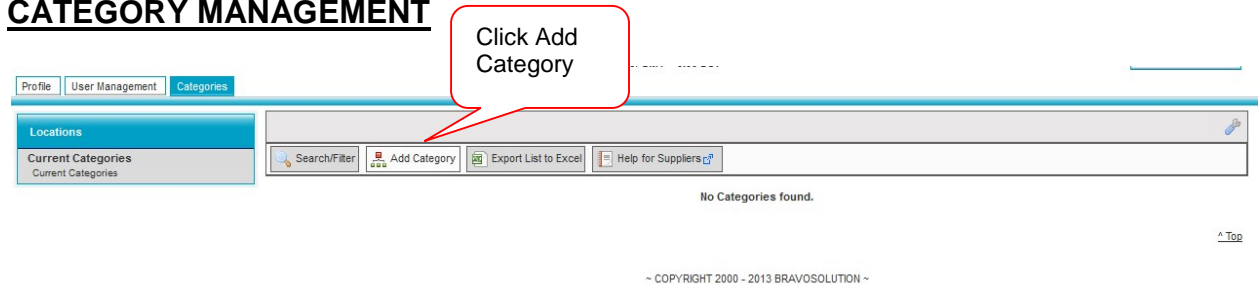 CATEGORY MANAGEMENT
Click Add
Category
Profile User Management Categories
Locations
Current Categories
Current Categories
Search/Filter Add Category Export List to Excel Help for Suppliers
No Categories found.
^ Top
~ COPYRIGHT 2000 - 2013 BRAVOSOLUTION ~